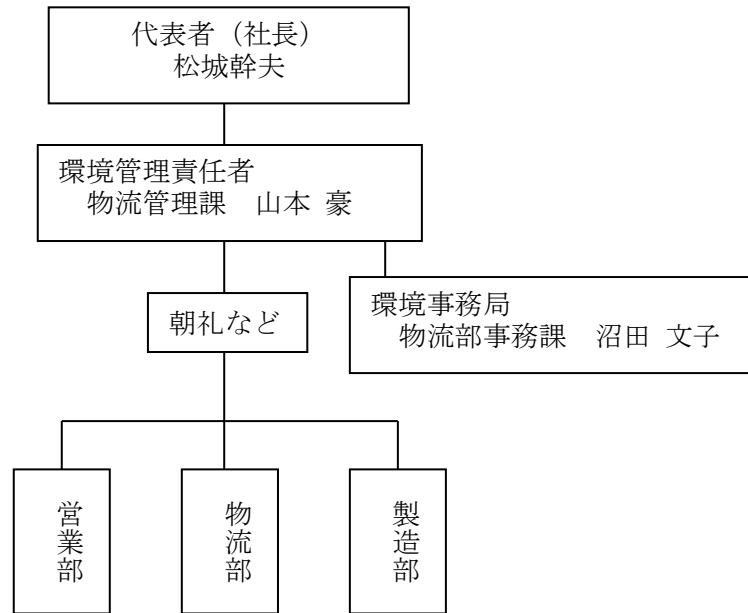 代表者（社長）
松城幹夫
環境管理責任者
物流管理課　山本 豪
朝礼など
環境事務局
物流部事務課　沼田 文子
営業部
物流部
製造部